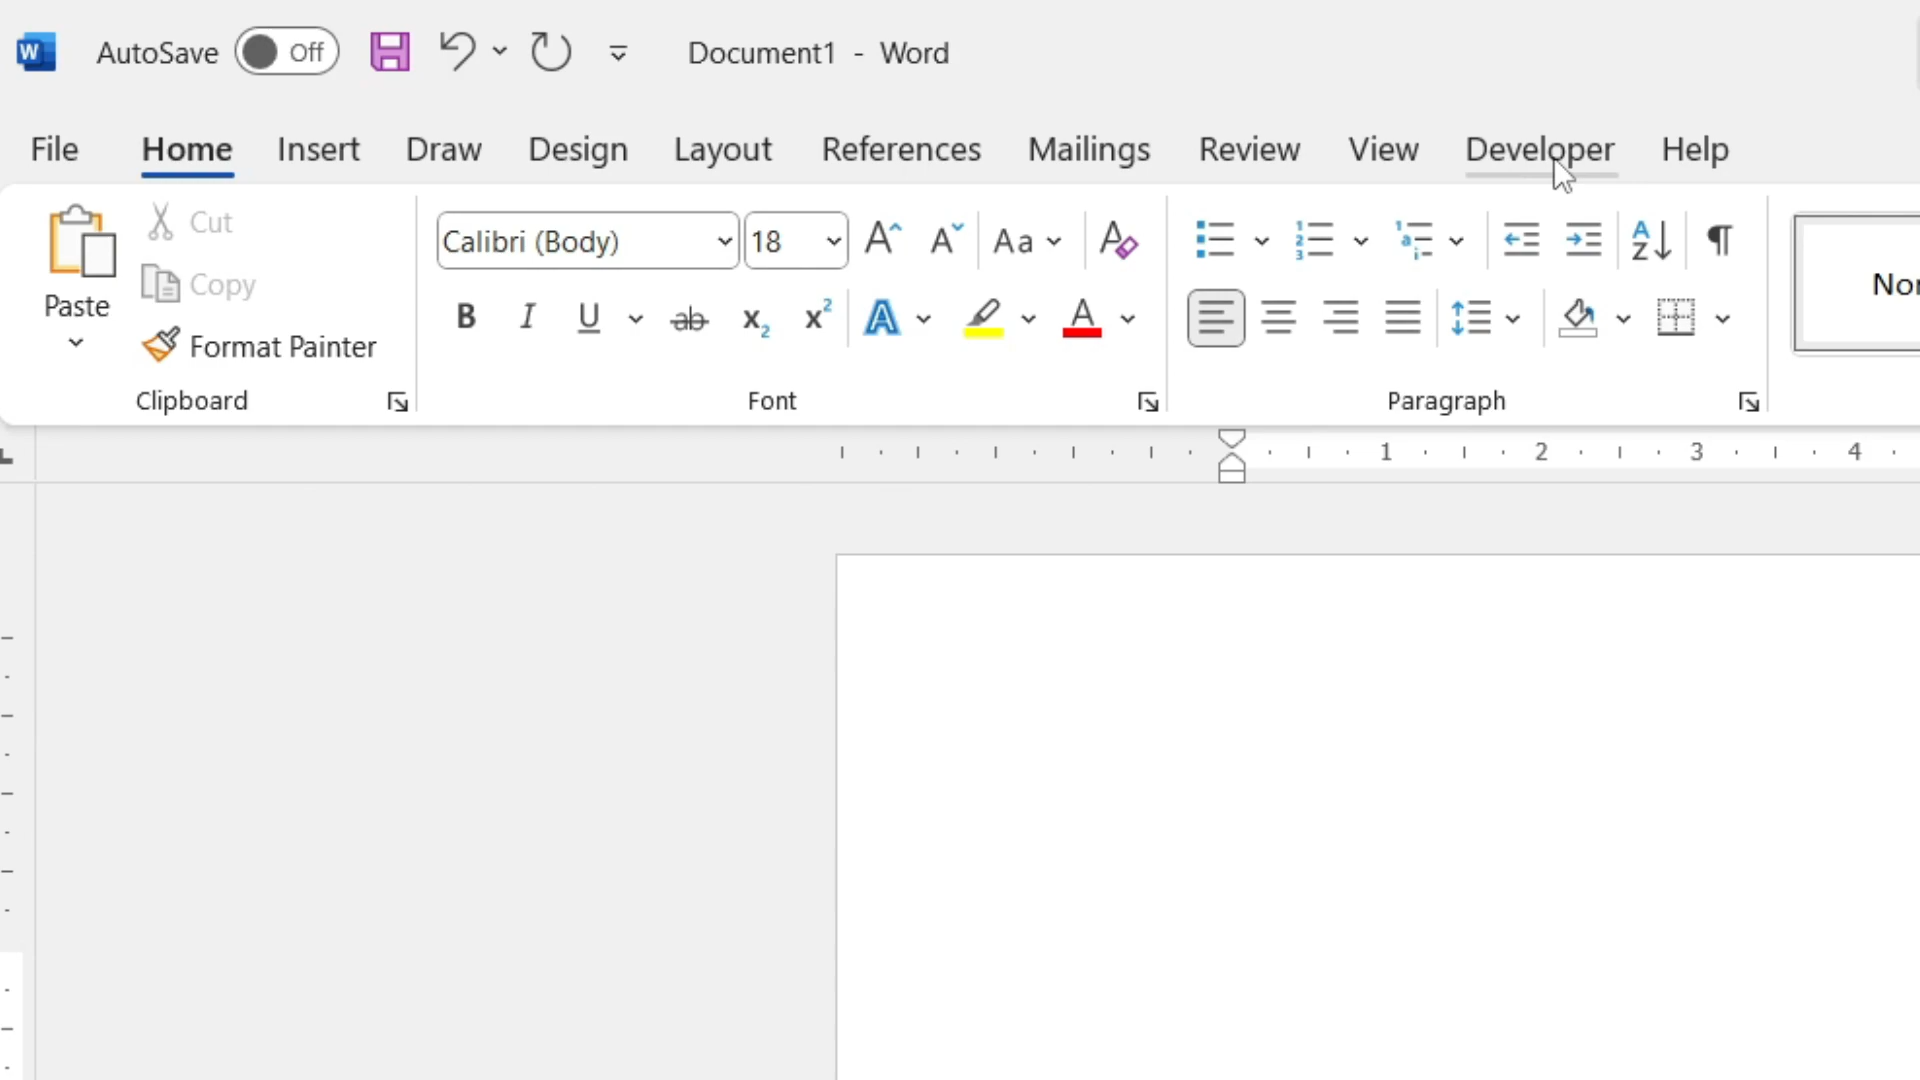 AutoSave Off Document1 - Word
File Home Insert Draw Design Layout References Mailings Review View Developer Help
Paste
Cut
Copy
Format Painter
Clipboard
Calibri (Body) 18
Font
Paragraph
1 2 3 4